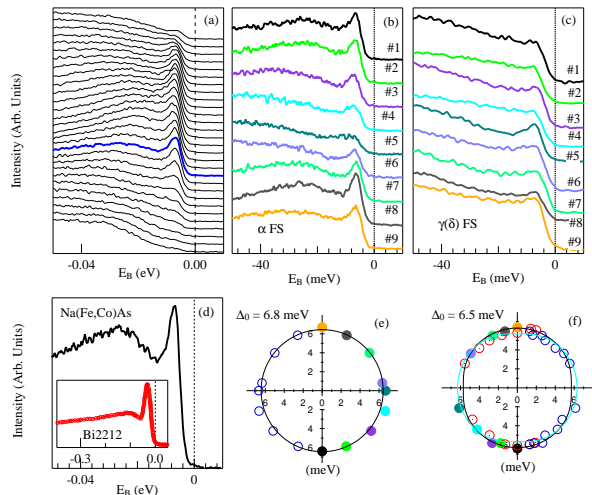 (a)
(b)
(c)
Intensity (Arb. Units)
#1
#2
#3
#4
#5
#6
#7
#8
#9
α FS
#1
#2
#3
#4
#5
#6
#7
#8
#9
γ(δ) FS
-0.04 0.00
E_B (eV)
-40 -20 0
E_B (meV)
-40 -20 0
E_B (meV)
Intensity (Arb. Units)
Na(Fe,Co)As (d)
Bi2212
-0.3 0.0
-0.04 0.00
E_B (eV)
Δ₀ = 6.8 meV (e)
6
4
2
6 4 2 2 4 6
2
4
6
(meV)
Δ₀ = 6.5 meV (f)
6
4
2
6 4 2 2 4 6
2
4
6
(meV)